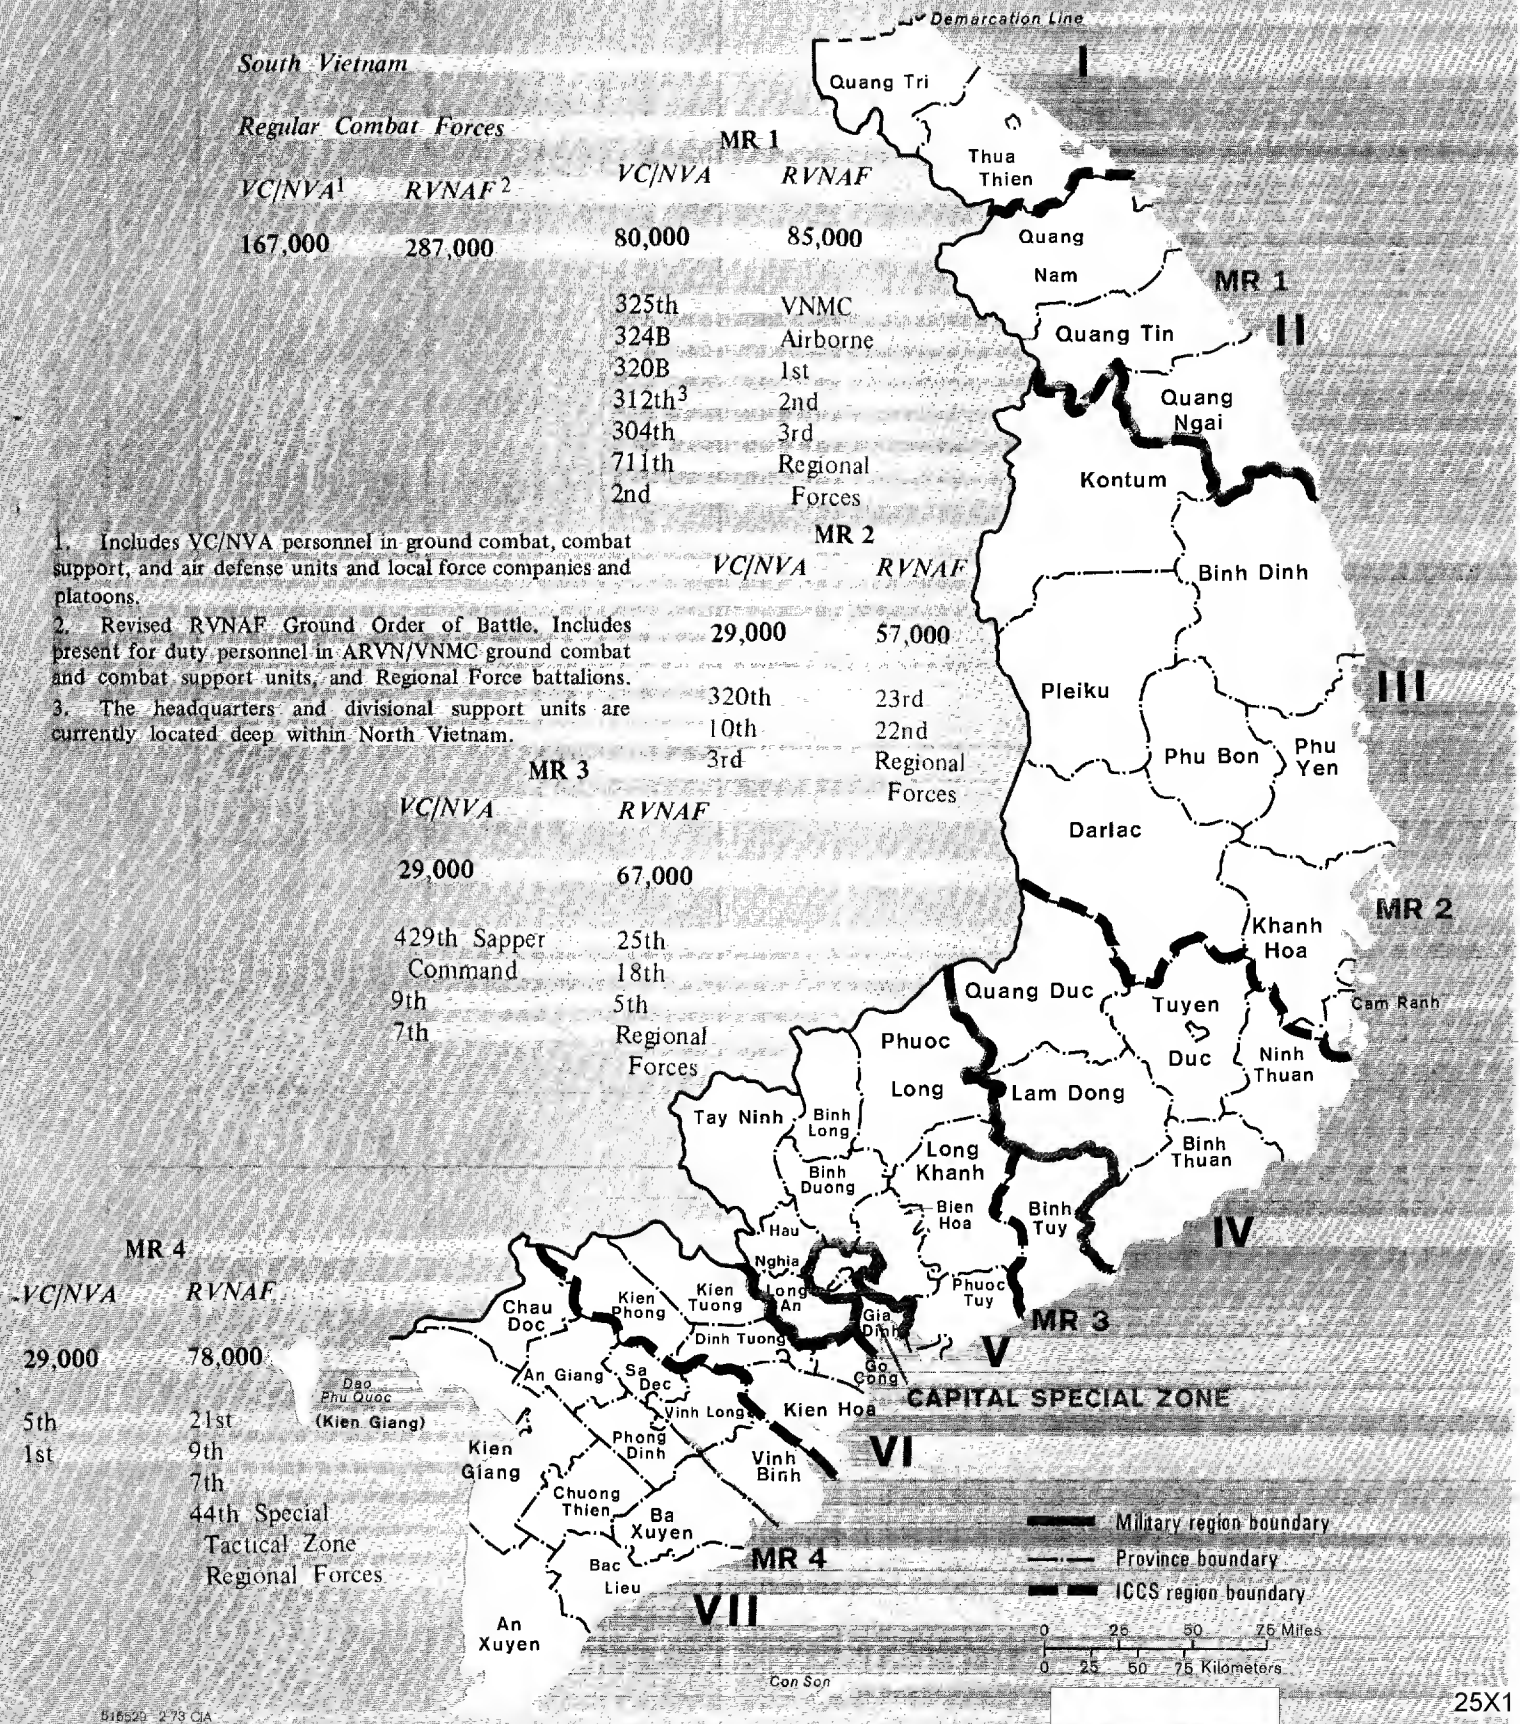 South Vietnam
Regular Combat Forces
VC/NVA1 RVNAF 2
167,000 287,000
MR 1
VC/NVA RVNAF
80,000 85,000
325th VNMC
324B Airborne
320B 1st
312th3 2nd
304th 3rd
711th Regional
2nd Forces
1. Includes VC/NVA personnel in ground combat, combat
support, and air defense units and local force companies and
platoons.
2. Revised RVNAF Ground Order of Battle. Includes
present for duty personnel in ARVN/VNMC ground combat
and combat support units, and Regional Force battalions.
3. The headquarters and divisional support units are
currently located deep within North Vietnam.
MR 2
VC/NVA RVNAF
29,000 57,000
320th 23rd
10th 22nd
3rd Regional
Forces
MR 3
VC/NVA RVNAF
29,000 67,000
429th Sapper 25th
Command 18th
9th 5th
7th Regional
Forces
MR 4
VC/NVA RVNAF
29,000 78,000
5th 21st
1st 9th
7th
44th Special
Tactical Zone
Regional Forces
Demarcation Line
I
Quang Tri
Thua
Thien
Quang
Nam
MR 1
II
Quang Tin
Quang
Ngai
Kontum
Binh Dinh
Pleiku
III
Phu Bon
Phu
Yen
Darlac
MR 2
Khanh
Hoa
Quang Duc
Tuyen
Duc
Cam Ranh
Ninh
Thuan
Phuoc
Long
Lam Dong
Tay Ninh
Binh
Long
Long
Khanh
Binh
Thuan
Binh
Duong
Bien
Hoa
Binh
Tuy
IV
Hau
Nghia
Long
An
Phuoc
Tuy
MR 3
Gia
Dinh
V
Go
Cong
CAPITAL SPECIAL ZONE
Chau
Doc
Kien
Phong
Kien
Tuong
Dinh Tuong
An Giang
Sa
Dec
Vinh Long
Kien Hoa
Dao
Phu Quoc
(Kien Giang)
Kien
Giang
Phong
Dinh
Vinh
Binh
VI
Chuong
Thien
Ba
Xuyen
MR 4
Bac
Lieu
VII
An
Xuyen
Con Son
Military region boundary
Province boundary
ICCS region boundary
0 25 50 75 Miles
0 25 50 75 Kilometers
515529 2-73 CIA
25X1